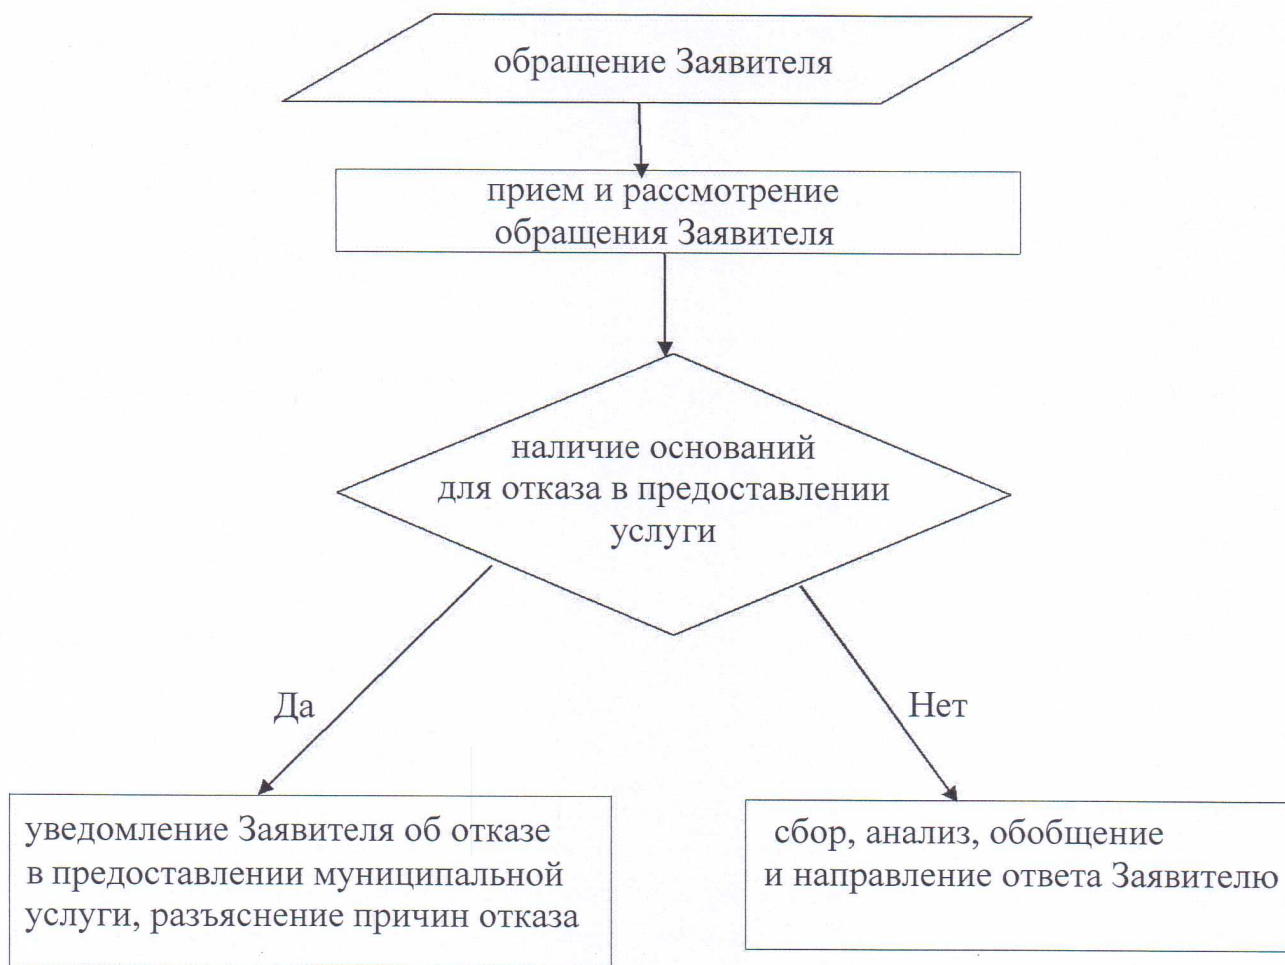 обращение Заявителя
прием и рассмотрение
обращения Заявителя
наличие оснований
для отказа в предоставлении
услуги
Да
Нет
уведомление Заявителя об отказе
в предоставлении муниципальной
услуги, разъяснение причин отказа
сбор, анализ, обобщение
и направление ответа Заявителю